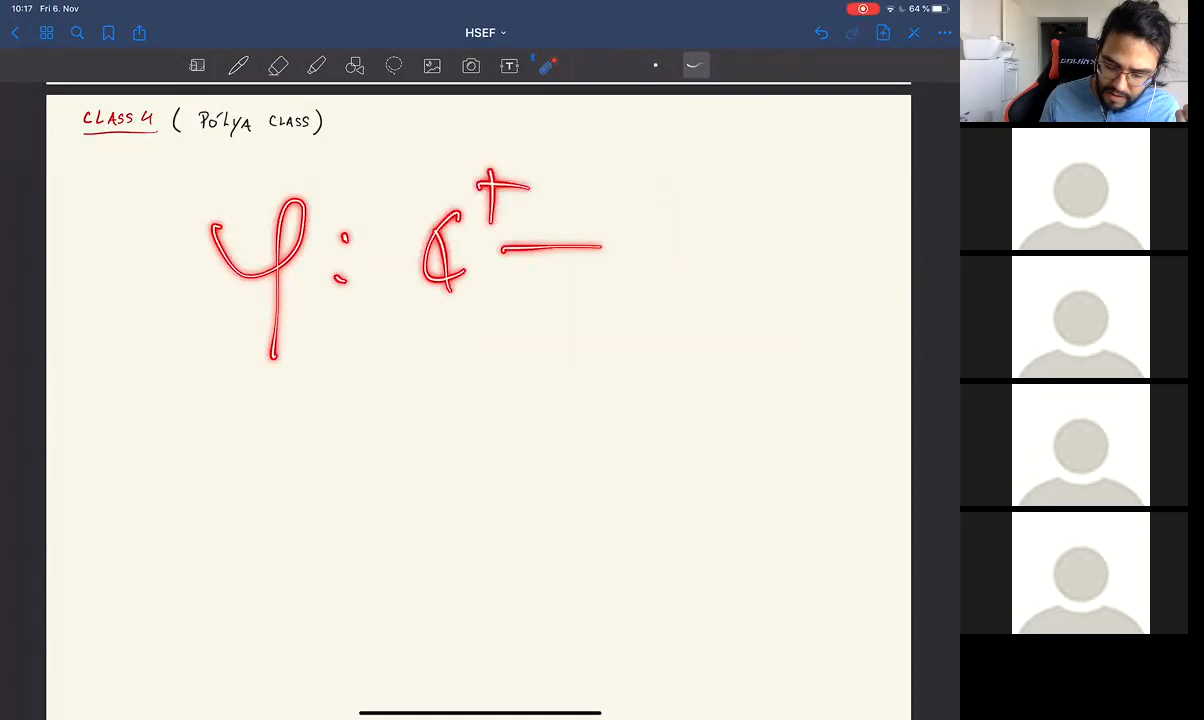 10:17 Fri 6. Nov 64 %
HSEF
CLASS 4 ( PÓLYA CLASS)
φ : ℂ⁺ —